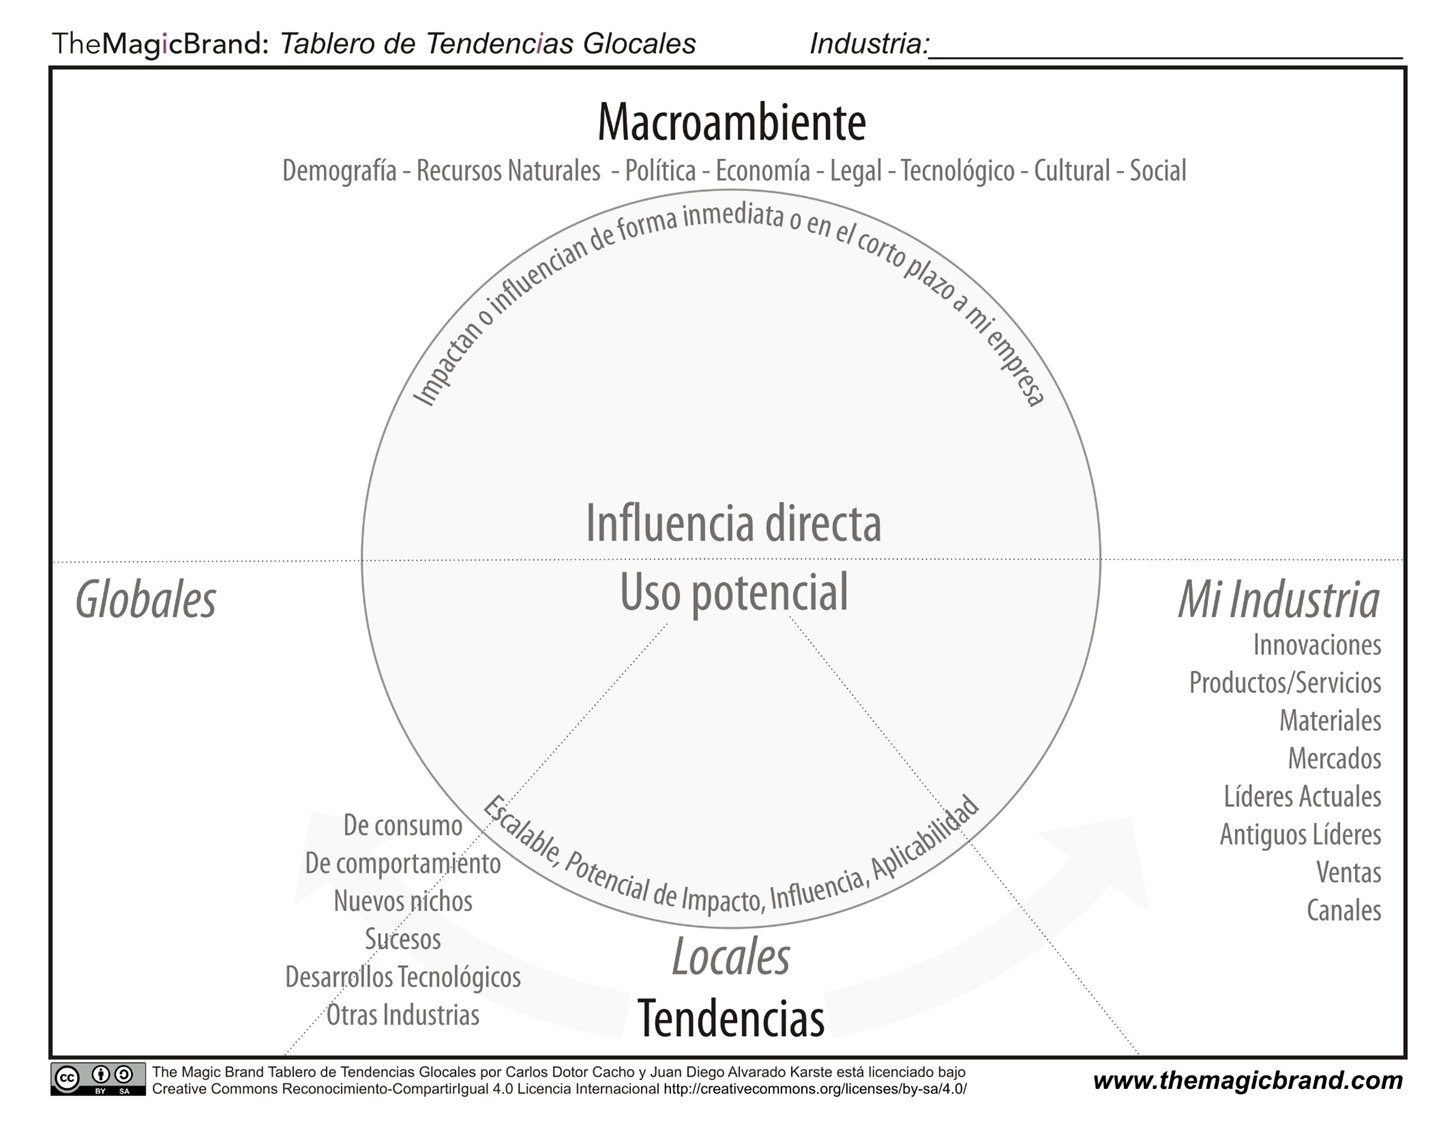 TheMagicBrand: Tablero de Tendencias Glocales
Industria:
Macroambiente
Demografía - Recursos Naturales - Política - Economía - Legal - Tecnológico - Cultural - Social
Impactan o influencian de forma inmediata o en el corto plazo a mi empresa
Influencia directa
Uso potencial
Globales
De consumo
De comportamiento
Nuevos nichos
Sucesos
Desarrollos Tecnológicos
Otras Industrias
Escalable, Potencial de Impacto, Influencia, Aplicabilidad
Locales
Tendencias
Mi Industria
Innovaciones
Productos/Servicios
Materiales
Mercados
Líderes Actuales
Antiguos Líderes
Ventas
Canales
cc BY SA
The Magic Brand Tablero de Tendencias Glocales por Carlos Dotor Cacho y Juan Diego Alvarado Karste está licenciado bajo
Creative Commons Reconocimiento-CompartirIgual 4.0 Licencia Internacional http://creativecommons.org/licenses/by-sa/4.0/
www.themagicbrand.com